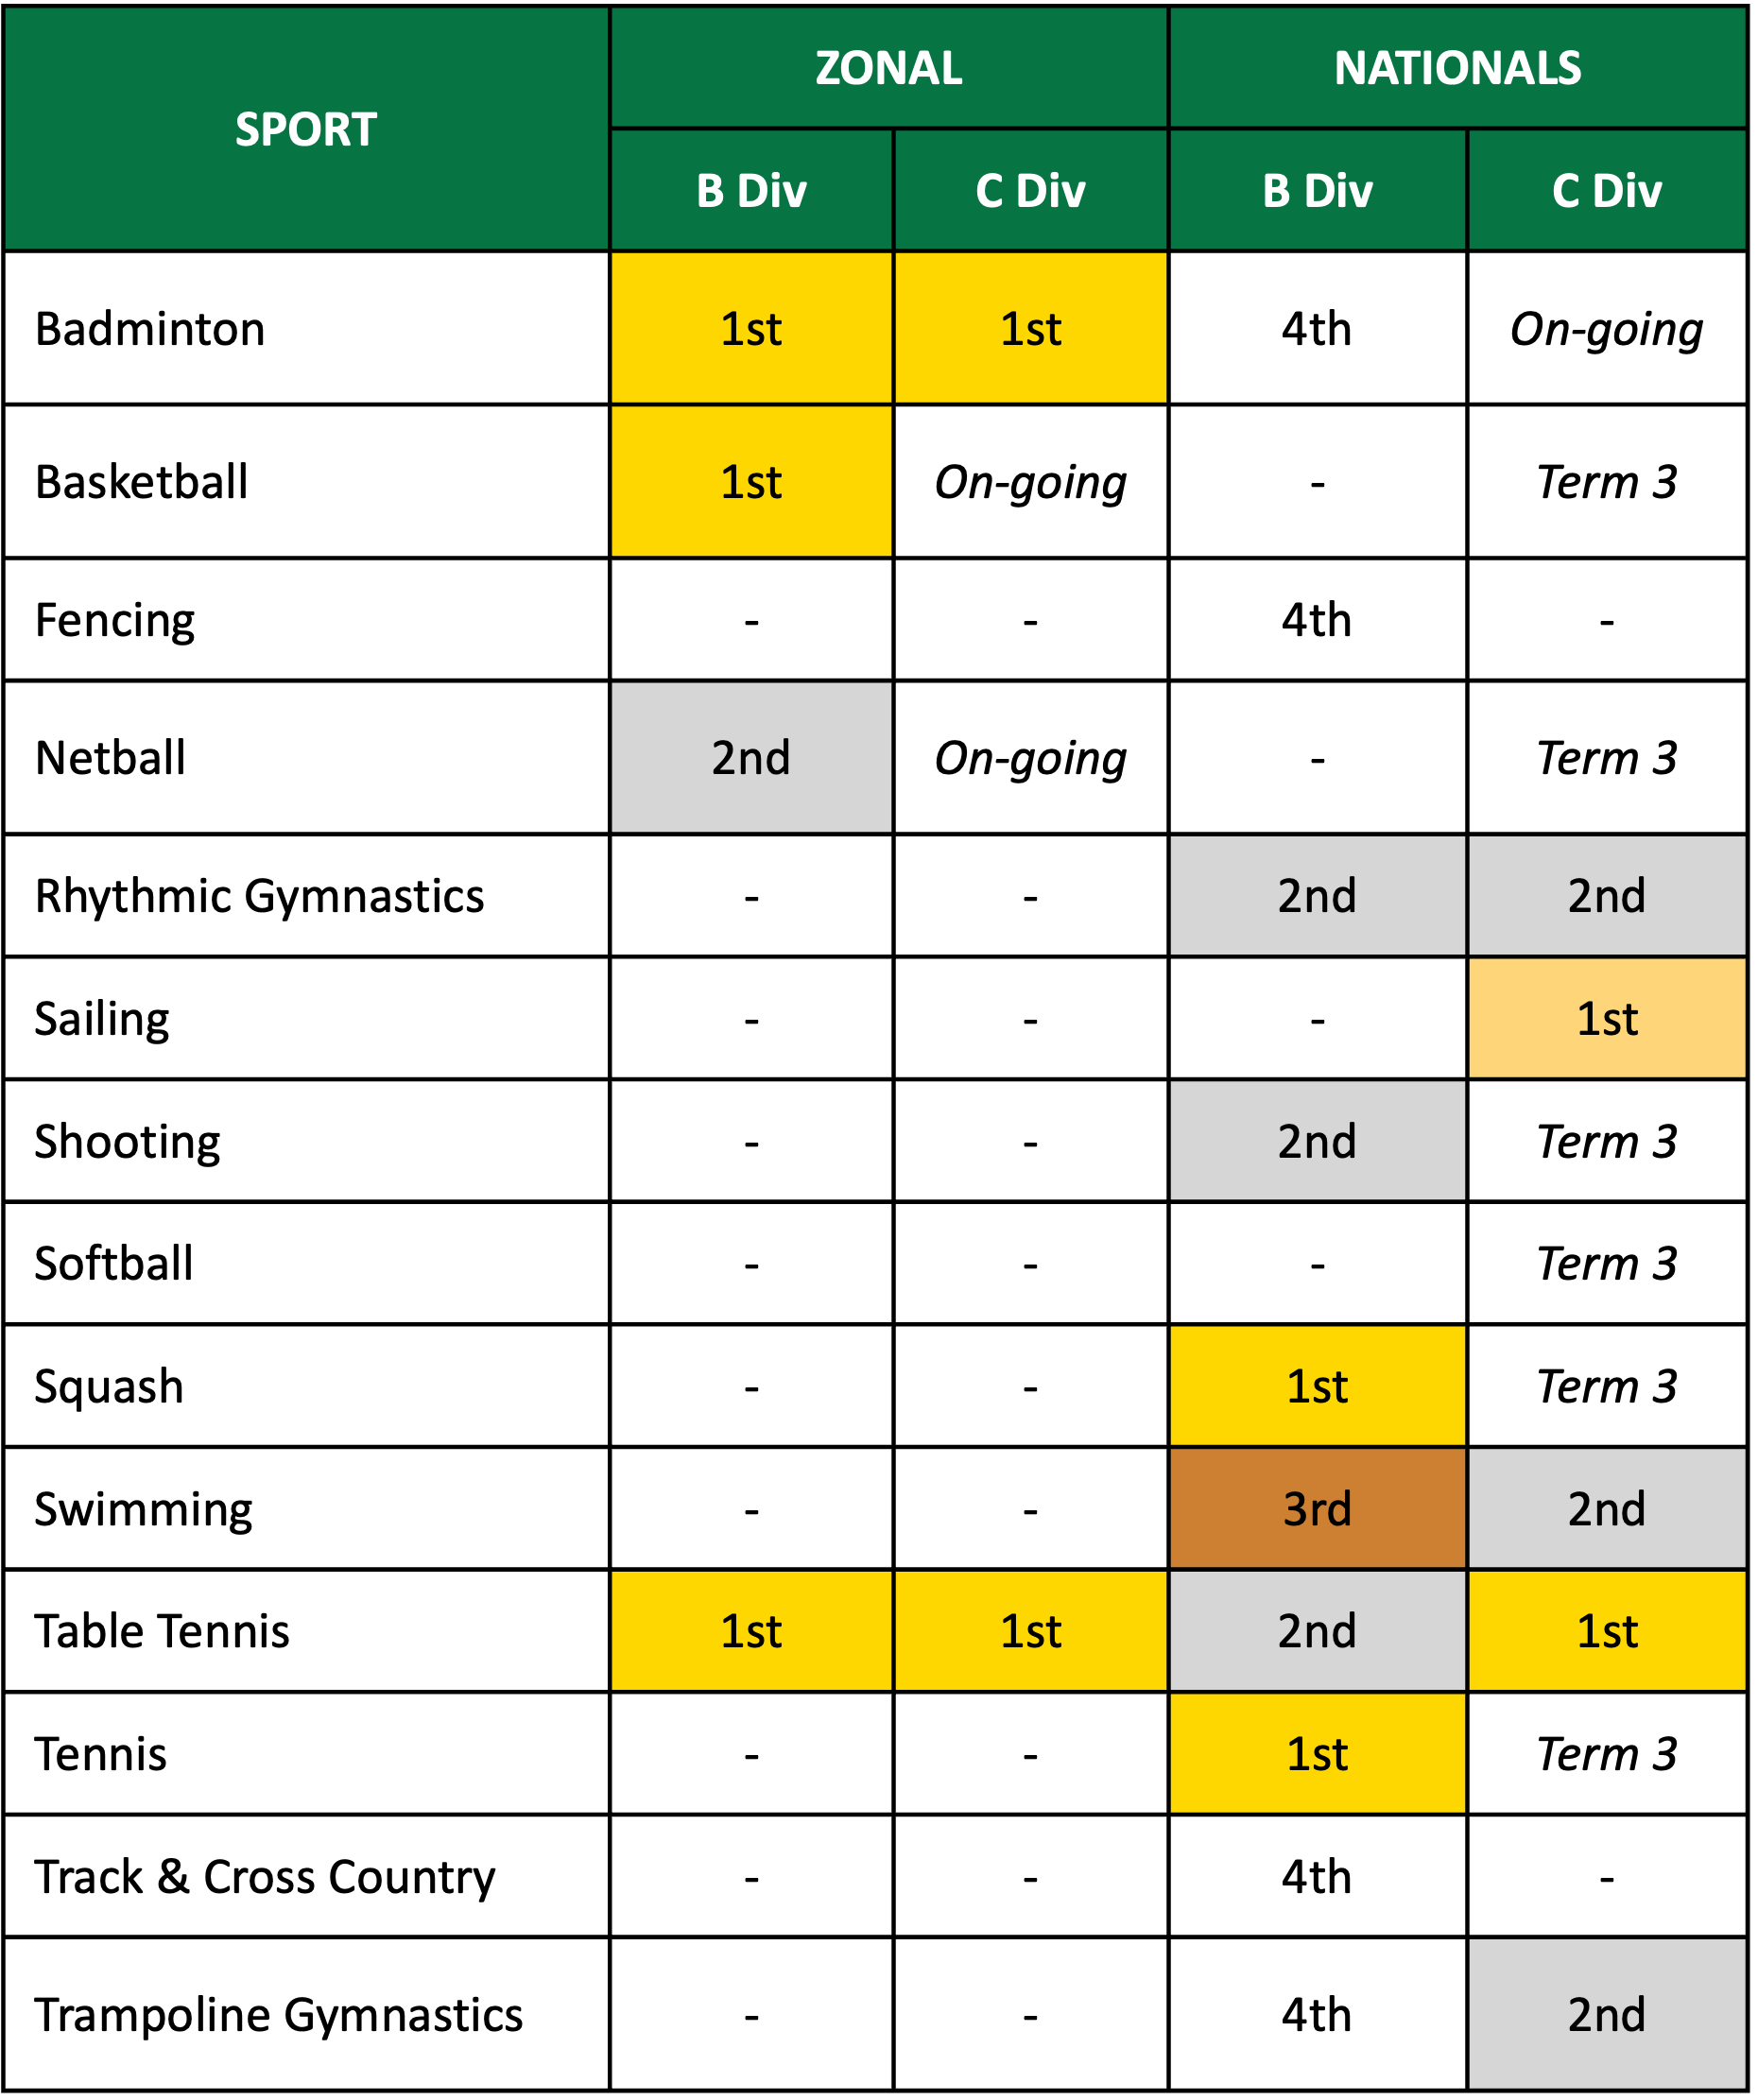 SPORT ZONAL NATIONALS
B Div C Div B Div C Div
Badminton 1st 1st 4th On-going
Basketball 1st On-going - Term 3
Fencing - - 4th -
Netball 2nd On-going - Term 3
Rhythmic Gymnastics - - 2nd 2nd
Sailing - - - 1st
Shooting - - 2nd Term 3
Softball - - - Term 3
Squash - - 1st Term 3
Swimming - - 3rd 2nd
Table Tennis 1st 1st 2nd 1st
Tennis - - 1st Term 3
Track & Cross Country - - 4th -
Trampoline Gymnastics - - 4th 2nd